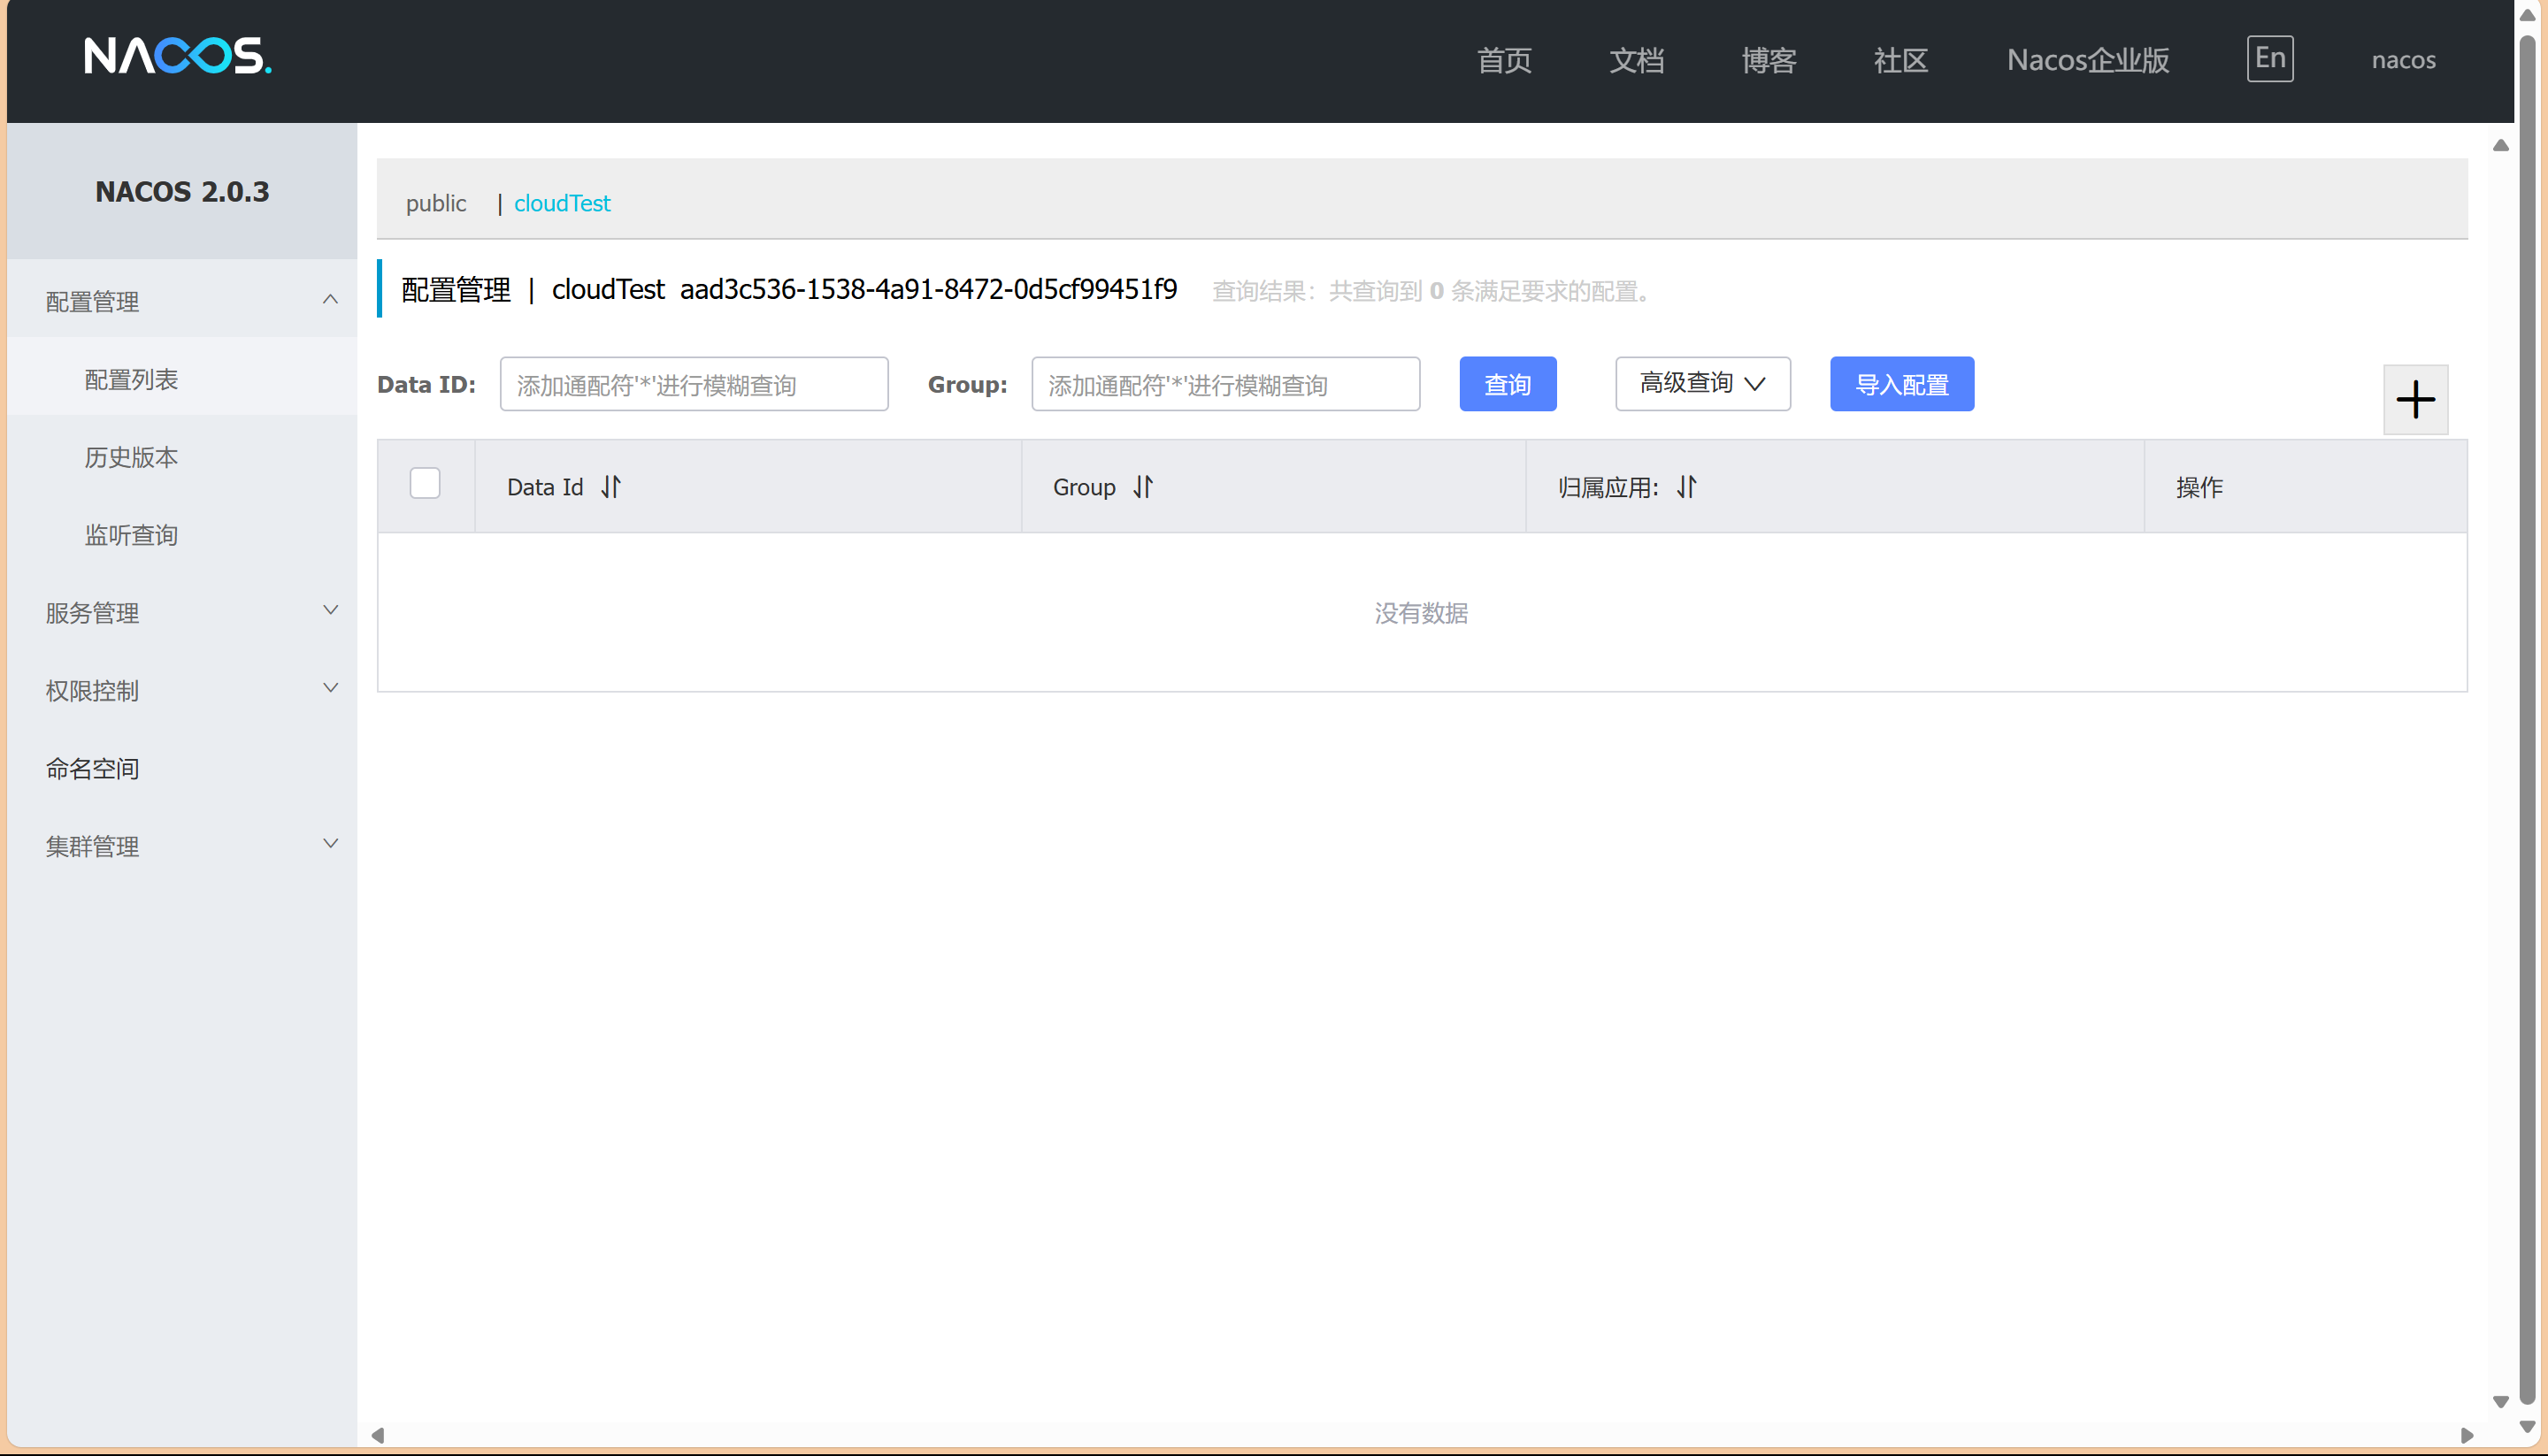 NACOS. 首页 文档 博客 社区 Nacos企业版 En nacos
NACOS 2.0.3
配置管理
配置列表
历史版本
监听查询
服务管理
权限控制
命名空间
集群管理
public | cloudTest
配置管理 | cloudTest aad3c536-1538-4a91-8472-0d5cf99451f9 查询结果：共查询到 0 条满足要求的配置。
Data ID: 添加通配符'*'进行模糊查询 Group: 添加通配符'*'进行模糊查询 查询 高级查询 导入配置
Data Id Group 归属应用: 操作
没有数据